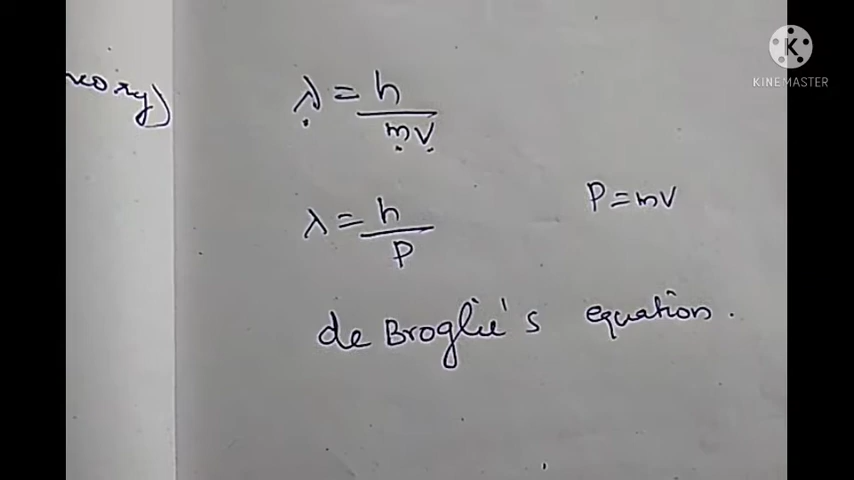 λ = h / mv
λ = h / P
P = mv
de Broglie's equation.
K
KINEMASTER